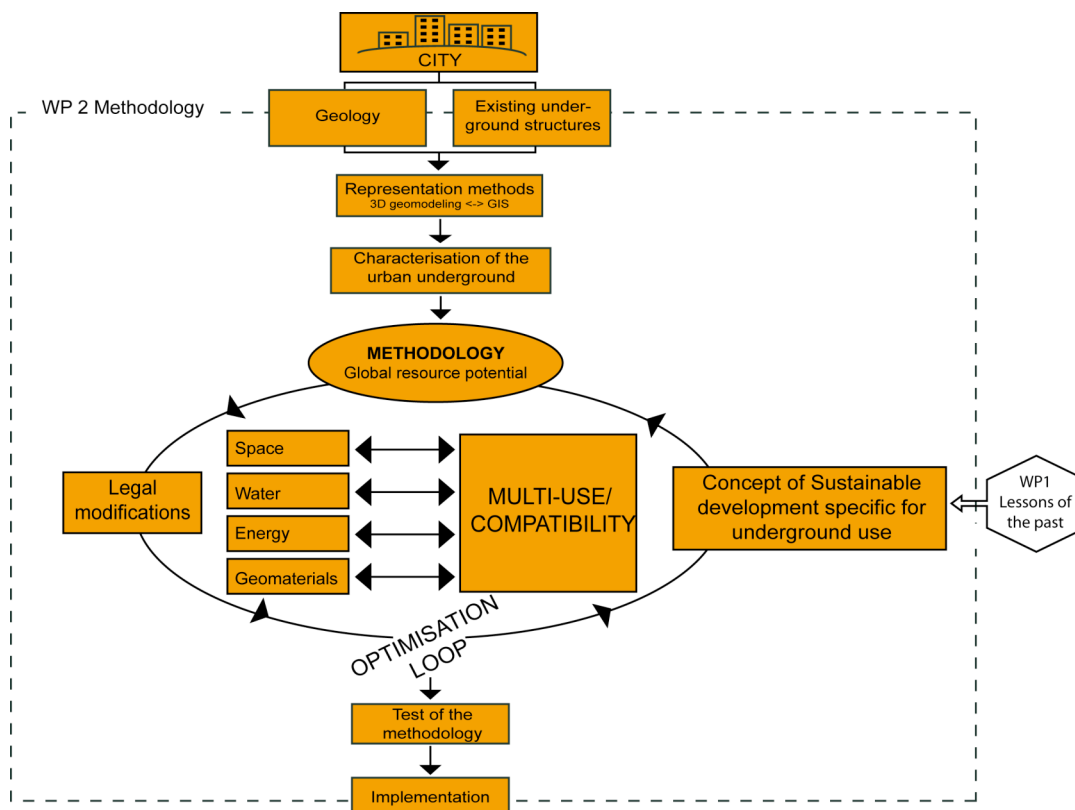 CITY
WP 2 Methodology
Geology
Existing under-
ground structures
Representation methods
3D geomodeling <-> GIS
Characterisation of the
urban underground
METHODOLOGY
Global resource potential
Legal
modifications
Space
Water
Energy
Geomaterials
MULTI-USE/
COMPATIBILITY
Concept of Sustainable
development specific for
underground use
WP1
Lessons of
the past
OPTIMISATION
LOOP
Test of the
methodology
Implementation